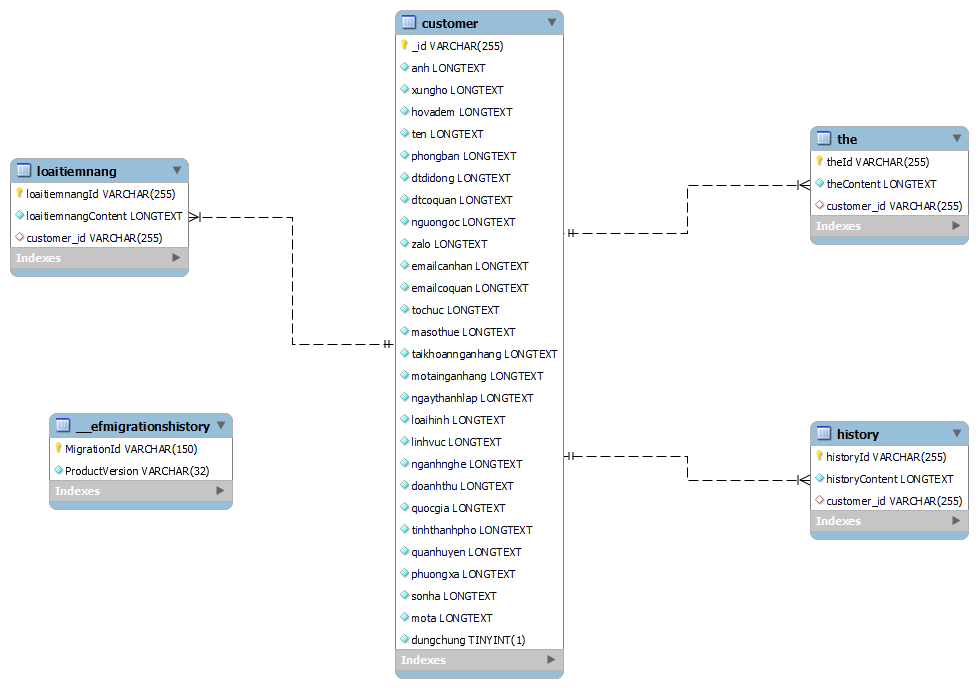 customer
_id VARCHAR(255)
anh LONGTEXT
xungho LONGTEXT
hovadem LONGTEXT
ten LONGTEXT
phongban LONGTEXT
dtdidong LONGTEXT
dtcoquan LONGTEXT
nguongoc LONGTEXT
zalo LONGTEXT
emailcanhan LONGTEXT
emailcoquan LONGTEXT
tochuc LONGTEXT
masothue LONGTEXT
taikhoannganhang LONGTEXT
motainganhang LONGTEXT
ngaythanhlap LONGTEXT
loaihinh LONGTEXT
linhvuc LONGTEXT
nganhnghe LONGTEXT
doanhthu LONGTEXT
quocgia LONGTEXT
tinhthanhpho LONGTEXT
quanhuyen LONGTEXT
phuongxa LONGTEXT
sonha LONGTEXT
mota LONGTEXT
dungchung TINYINT(1)
Indexes
loaitiemnang
loaitiemnangId VARCHAR(255)
loaitiemnangContent LONGTEXT
customer_id VARCHAR(255)
Indexes
__efmigrationshistory
MigrationId VARCHAR(150)
ProductVersion VARCHAR(32)
Indexes
the
theId VARCHAR(255)
theContent LONGTEXT
customer_id VARCHAR(255)
Indexes
history
historyId VARCHAR(255)
historyContent LONGTEXT
customer_id VARCHAR(255)
Indexes